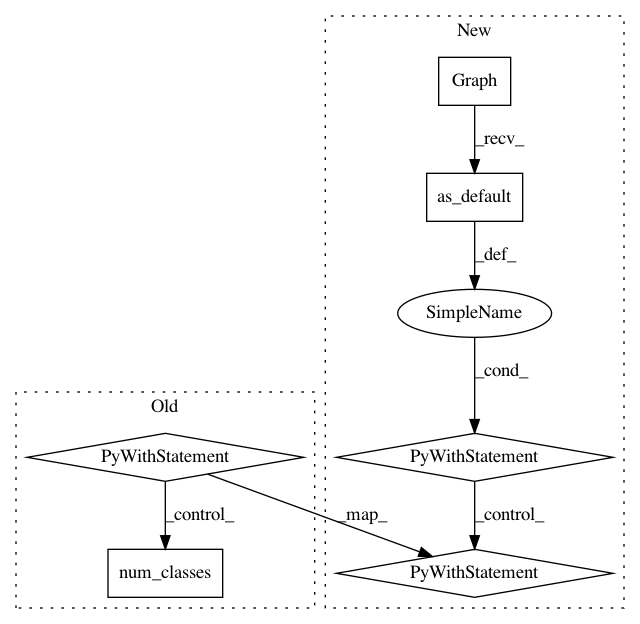 New
Graph
_recv_
as_default
_def_
SimpleName
_cond_
Old
PyWithStatement
PyWithStatement
_control_
_map_
_control_
num_classes
PyWithStatement